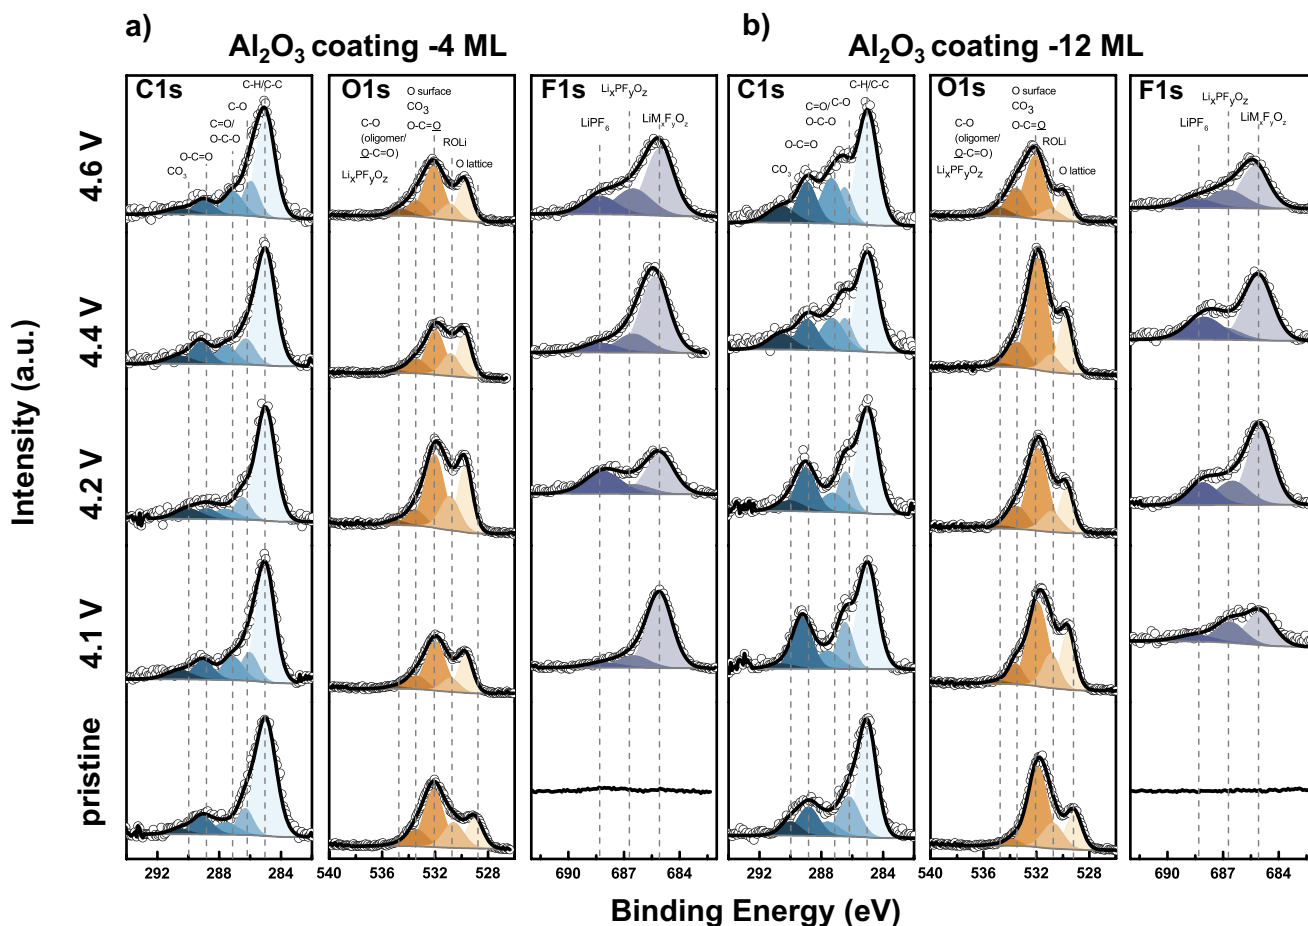 a)
Al₂O₃ coating -4 ML
b)
Al₂O₃ coating -12 ML
C1s
C-H/C-C
C-O
C=O/
O-C-O
O-C=O
CO₃
O1s
O surface
CO₃
O-C=O
C-O
(oligomer/
O-C=O)
ROLi
O lattice
LiₓPFyOz
F1s
LiₓPFyOz
LiPF₆
LiMₓFyOz
C1s
C-H/C-C
C=O/ C-O
O-C-O
O-C=O
CO₃
O1s
O surface
CO₃
O-C=O
C-O
(oligomer/
O-C=O)
ROLi
O lattice
LiₓPFyOz
F1s
LiₓPFyOz
LiPF₆
LiMₓFyOz
4.6 V
4.4 V
4.2 V
4.1 V
pristine
Intensity (a.u.)
292 288 284
540 536 532 528
690 687 684
292 288 284
540 536 532 528
690 687 684
Binding Energy (eV)